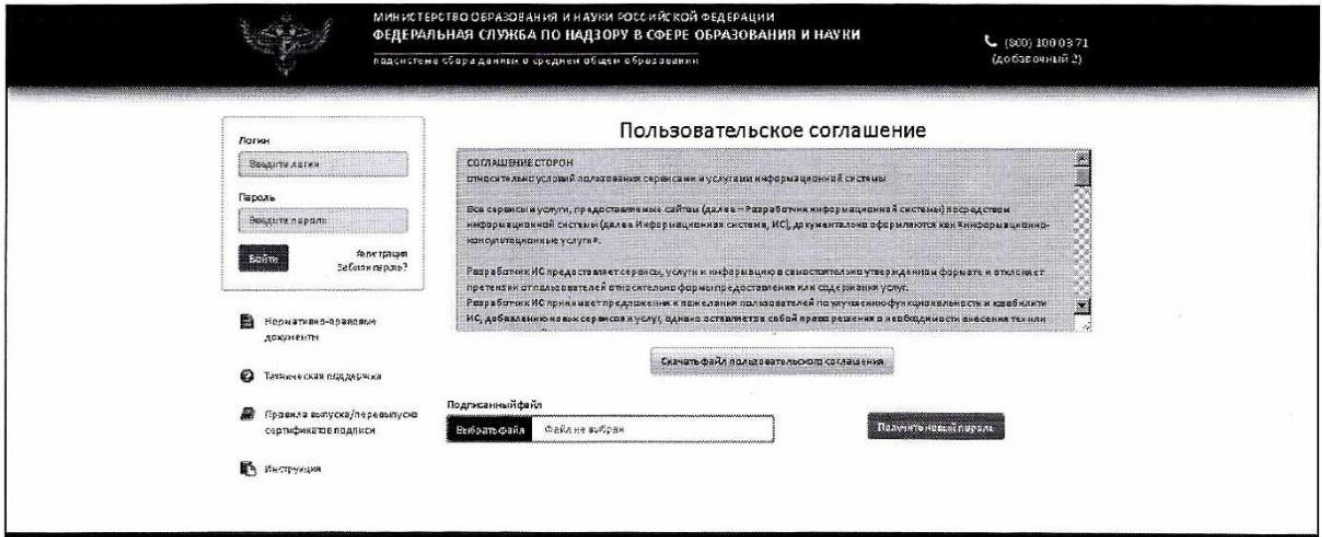 МИНИСТЕРСТВО ОБРАЗОВАНИЯ И НАУКИ РОССИЙСКОЙ ФЕДЕРАЦИИ
ФЕДЕРАЛЬНАЯ СЛУЖБА ПО НАДЗОРУ В СФЕРЕ ОБРАЗОВАНИЯ И НАУКИ
подсистема сбора данных о среднем общем образовании
(800) 100 03 71
(добавочный 2)
Логин
Введите логин
Пароль
Введите пароль
Войти
Регистрация
Забыли пароль?
Нормативно-правовые
документы
Техническая поддержка
Правила выпуска/перевыпуска
сертификатов подписи
Инструкция
Пользовательское соглашение
СОГЛАШЕНИЕ СТОРОН
относительно условий пользования сервисами и услугами информационной системы
Все сервисы и услуги, предоставляемые сайтом (далее – Разработчик информационной системы) посредством
информационной системы (далее Информационная система, ИС), документально оформляются как «информационно-
консультационные услуги».
Разработчик ИС предоставляет сервисы, услуги и информацию в самостоятельно утвержденном формате и отклоняет
претензии от пользователей относительно формы предоставления или содержания услуг.
Разработчик ИС принимает предложения и пожелания пользователей по улучшению функциональности и юзабилити
ИС, добавлению новых сервисов и услуг, однако оставляет за собой право решения о необходимости внесения тех или
Скачать файл пользовательского соглашения
Подписанный файл
Выбрать файл Файл не выбран
Получить новый пароль